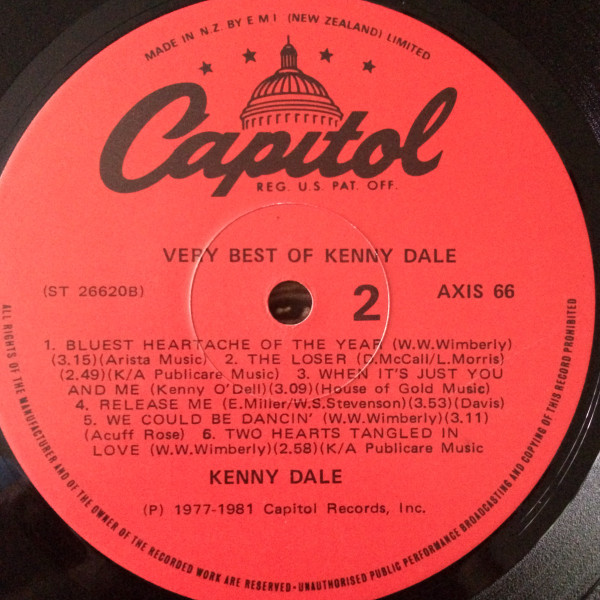 MADE IN N.Z. BY E M I (NEW ZEALAND) LIMITED
Capitol
REG. U.S. PAT. OFF.
VERY BEST OF KENNY DALE
(ST 26620B) 2 AXIS 66
1. BLUEST HEARTACHE OF THE YEAR (W.W.Wimberly)
(3.15)(Arista Music) 2. THE LOSER (D.McCall/L.Morris)
(2.49)(K/A Publicare Music) 3. WHEN IT'S JUST YOU
AND ME (Kenny O'Dell)(3.09)(House of Gold Music)
4. RELEASE ME (E.Miller/W.S.Stevenson)(3.53)(Davis)
5. WE COULD BE DANCIN' (W.W.Wimberly)(3.11)
(Acuff Rose) 6. TWO HEARTS TANGLED IN
LOVE (W.W.Wimberly)(2.58)(K/A Publicare Music
KENNY DALE
(P) 1977-1981 Capitol Records, Inc.
ALL RIGHTS OF THE MANUFACTURER AND OF THE OWNER OF THE RECORDED WORK ARE RESERVED - UNAUTHORISED PUBLIC PERFORMANCE BROADCASTING AND COPYING OF THIS RECORD PROHIBITED